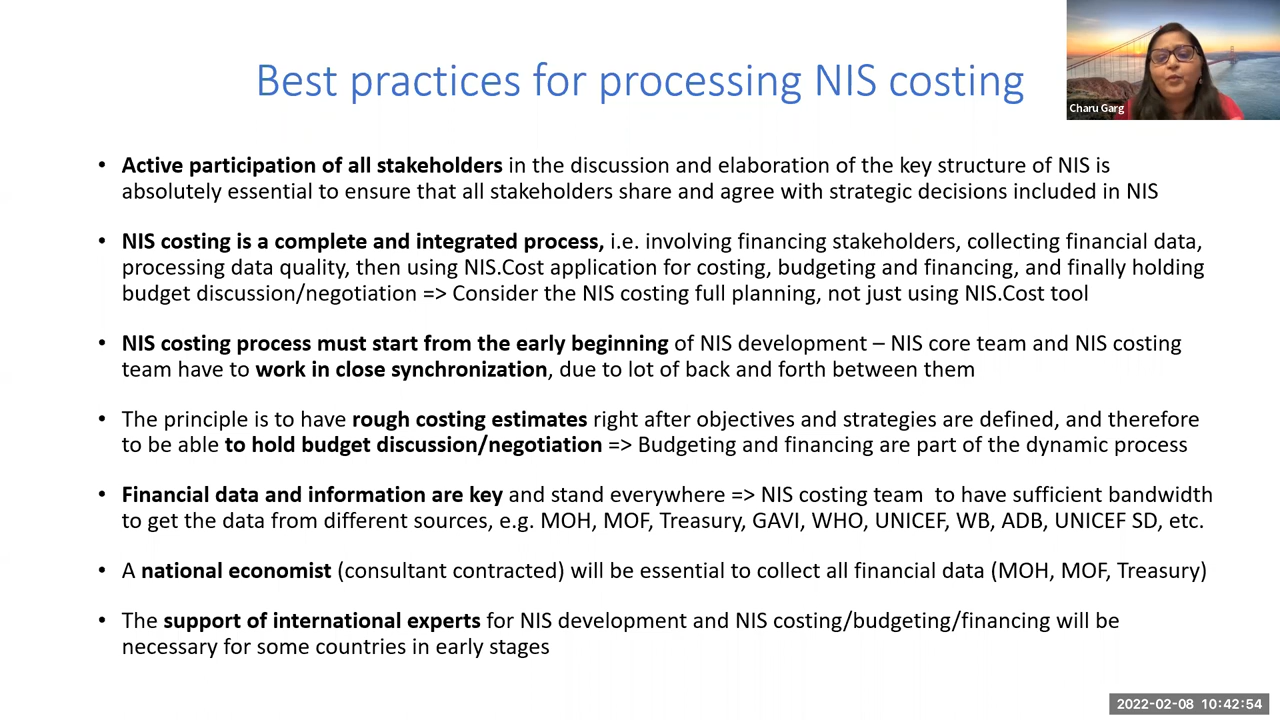 Best practices for processing NIS costing
Charu Garg
• Active participation of all stakeholders in the discussion and elaboration of the key structure of NIS is
absolutely essential to ensure that all stakeholders share and agree with strategic decisions included in NIS
• NIS costing is a complete and integrated process, i.e. involving financing stakeholders, collecting financial data,
processing data quality, then using NIS.Cost application for costing, budgeting and financing, and finally holding
budget discussion/negotiation => Consider the NIS costing full planning, not just using NIS.Cost tool
• NIS costing process must start from the early beginning of NIS development – NIS core team and NIS costing
team have to work in close synchronization, due to lot of back and forth between them
• The principle is to have rough costing estimates right after objectives and strategies are defined, and therefore
to be able to hold budget discussion/negotiation => Budgeting and financing are part of the dynamic process
• Financial data and information are key and stand everywhere => NIS costing team to have sufficient bandwidth
to get the data from different sources, e.g. MOH, MOF, Treasury, GAVI, WHO, UNICEF, WB, ADB, UNICEF SD, etc.
• A national economist (consultant contracted) will be essential to collect all financial data (MOH, MOF, Treasury)
• The support of international experts for NIS development and NIS costing/budgeting/financing will be
necessary for some countries in early stages
2022-02-08 10:42:54